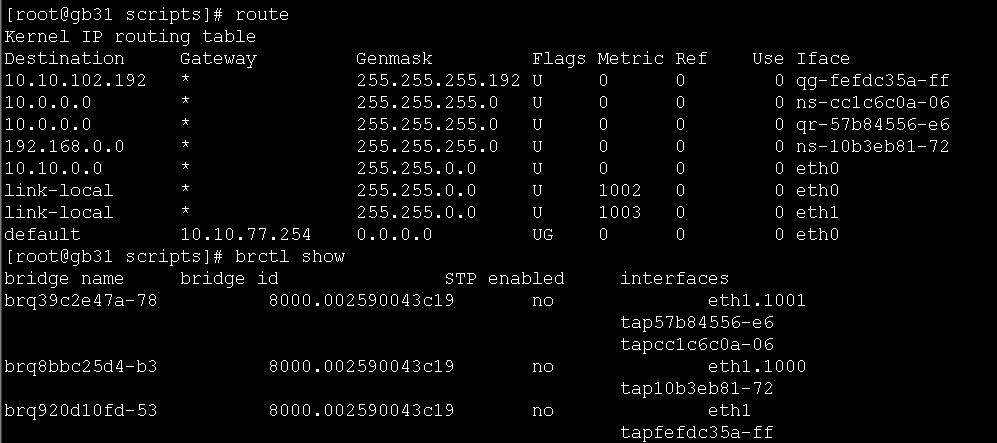 [root@gb31 scripts]# route
Kernel IP routing table
Destination     Gateway         Genmask         Flags Metric Ref    Use Iface
10.10.102.192   *               255.255.255.192 U     0      0        0 qg-fefdc35a-ff
10.0.0.0        *               255.255.255.0   U     0      0        0 ns-cc1c6c0a-06
10.0.0.0        *               255.255.255.0   U     0      0        0 qr-57b84556-e6
192.168.0.0     *               255.255.255.0   U     0      0        0 ns-10b3eb81-72
10.10.0.0       *               255.255.0.0     U     0      0        0 eth0
link-local      *               255.255.0.0     U     1002   0        0 eth0
link-local      *               255.255.0.0     U     1003   0        0 eth1
default         10.10.77.254    0.0.0.0         UG    0      0        0 eth0
[root@gb31 scripts]# brctl show
bridge name     bridge id               STP enabled     interfaces
brq39c2e47a-78          8000.002590043c19       no              eth1.1001
                                                        tap57b84556-e6
                                                        tapcc1c6c0a-06
brq8bbc25d4-b3          8000.002590043c19       no              eth1.1000
                                                        tap10b3eb81-72
brq920d10fd-53          8000.002590043c19       no              eth1
                                                        tapfefdc35a-ff